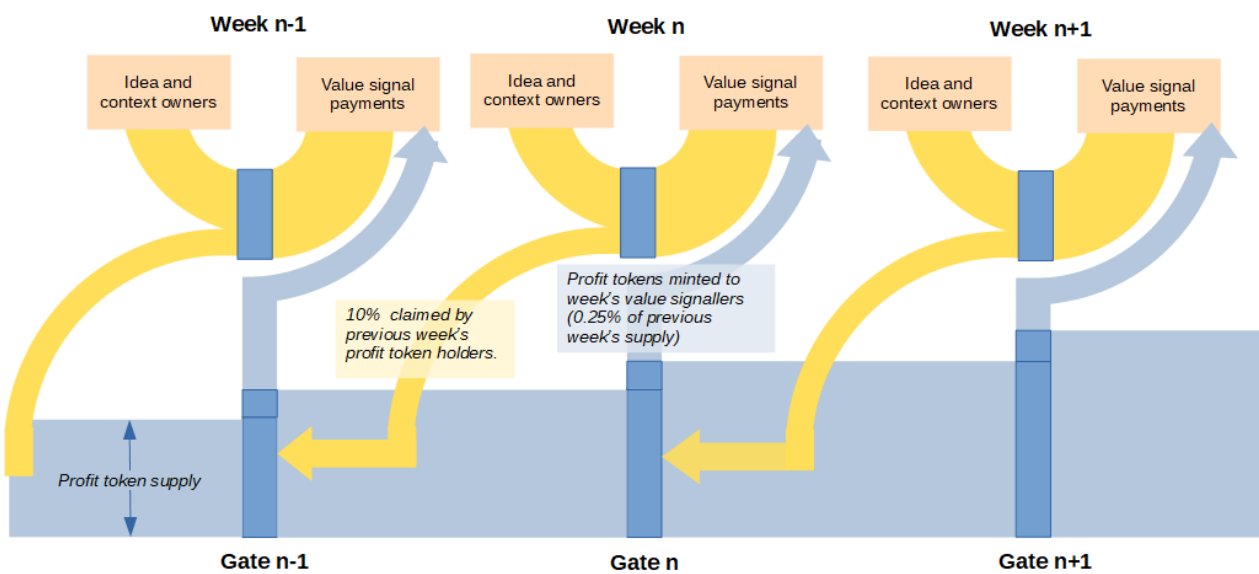 Week n-1
Week n
Week n+1
Idea and
context owners
Value signal
payments
Idea and
context owners
Value signal
payments
Idea and
context owners
Value signal
payments
10% claimed by
previous week's
profit token holders.
Profit tokens minted to
week's value signallers
(0.25% of previous
week's supply)
Profit token supply
Gate n-1
Gate n
Gate n+1